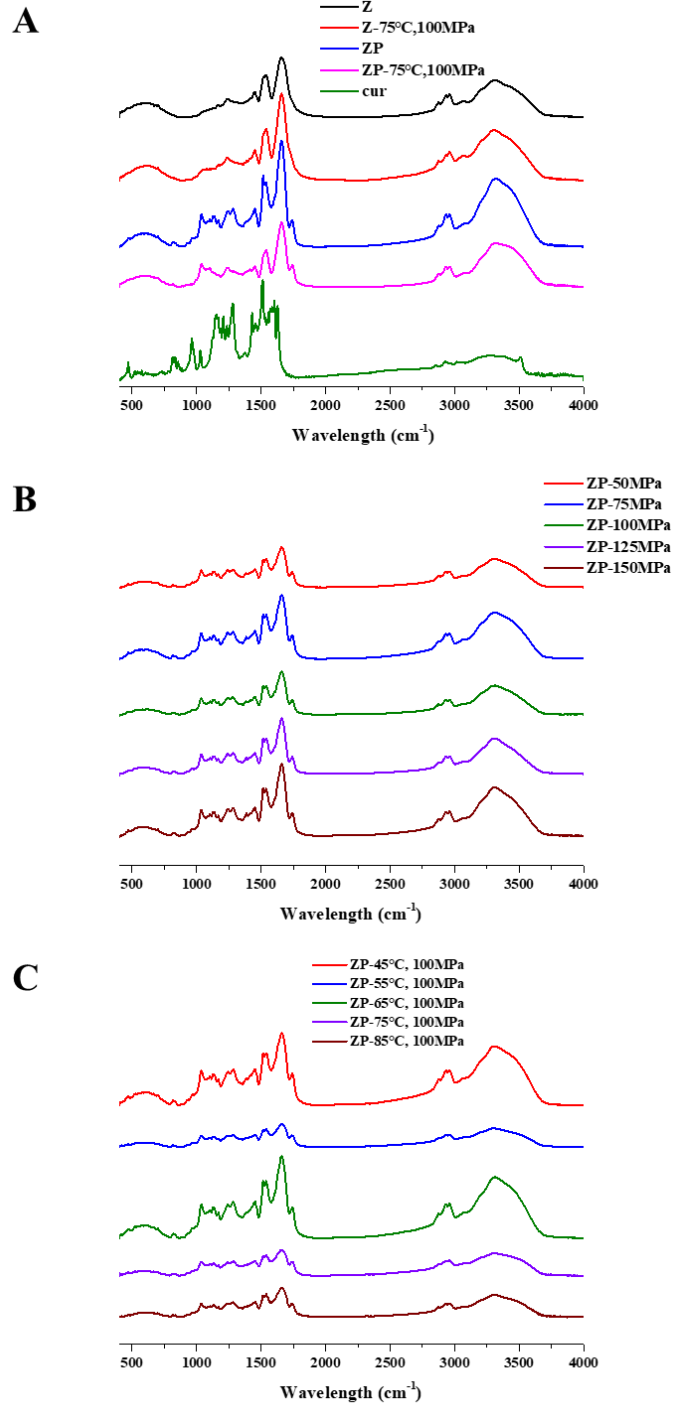 A
Z
Z-75°C,100MPa
ZP
ZP-75°C,100MPa
cur
500 1000 1500 2000 2500 3000 3500 4000
Wavelength (cm-1)
B
ZP-50MPa
ZP-75MPa
ZP-100MPa
ZP-125MPa
ZP-150MPa
500 1000 1500 2000 2500 3000 3500 4000
Wavelength (cm-1)
C
ZP-45°C, 100MPa
ZP-55°C, 100MPa
ZP-65°C, 100MPa
ZP-75°C, 100MPa
ZP-85°C, 100MPa
500 1000 1500 2000 2500 3000 3500 4000
Wavelength (cm-1)